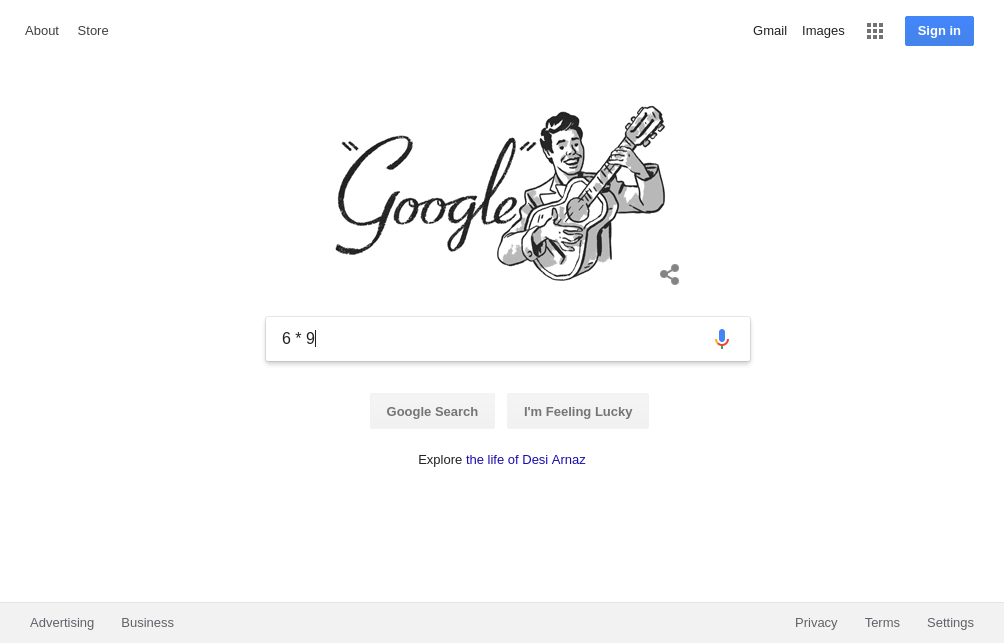 About Store Gmail Images Sign in
"Google"
6 * 9
Google Search I'm Feeling Lucky
Explore the life of Desi Arnaz
Advertising Business Privacy Terms Settings